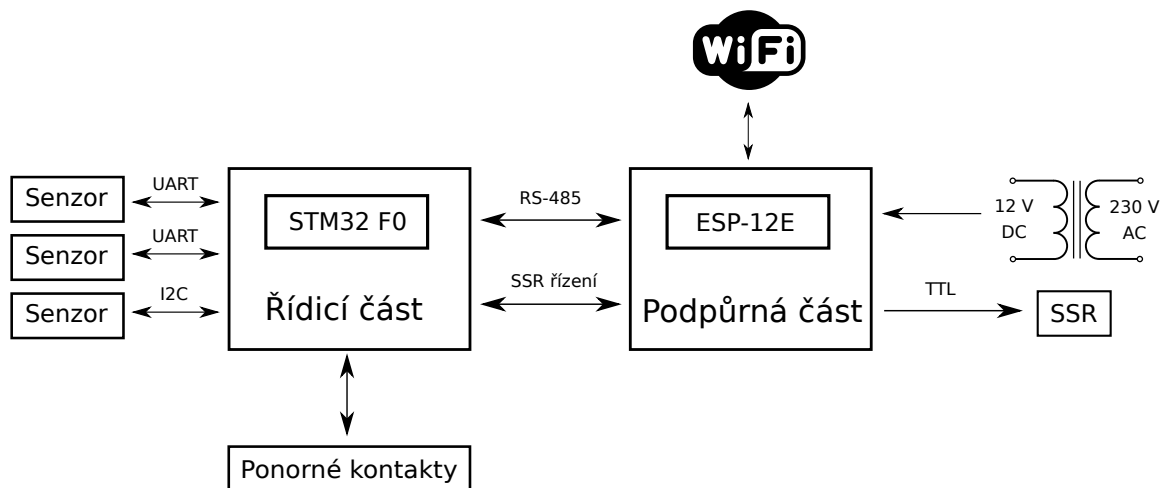 WiFi
Senzor
UART
Senzor
UART
Senzor
I2C
STM32 F0
Řídicí část
RS-485
SSR řízení
ESP-12E
Podpůrná část
12 V
DC
230 V
AC
TTL
SSR
Ponorné kontakty